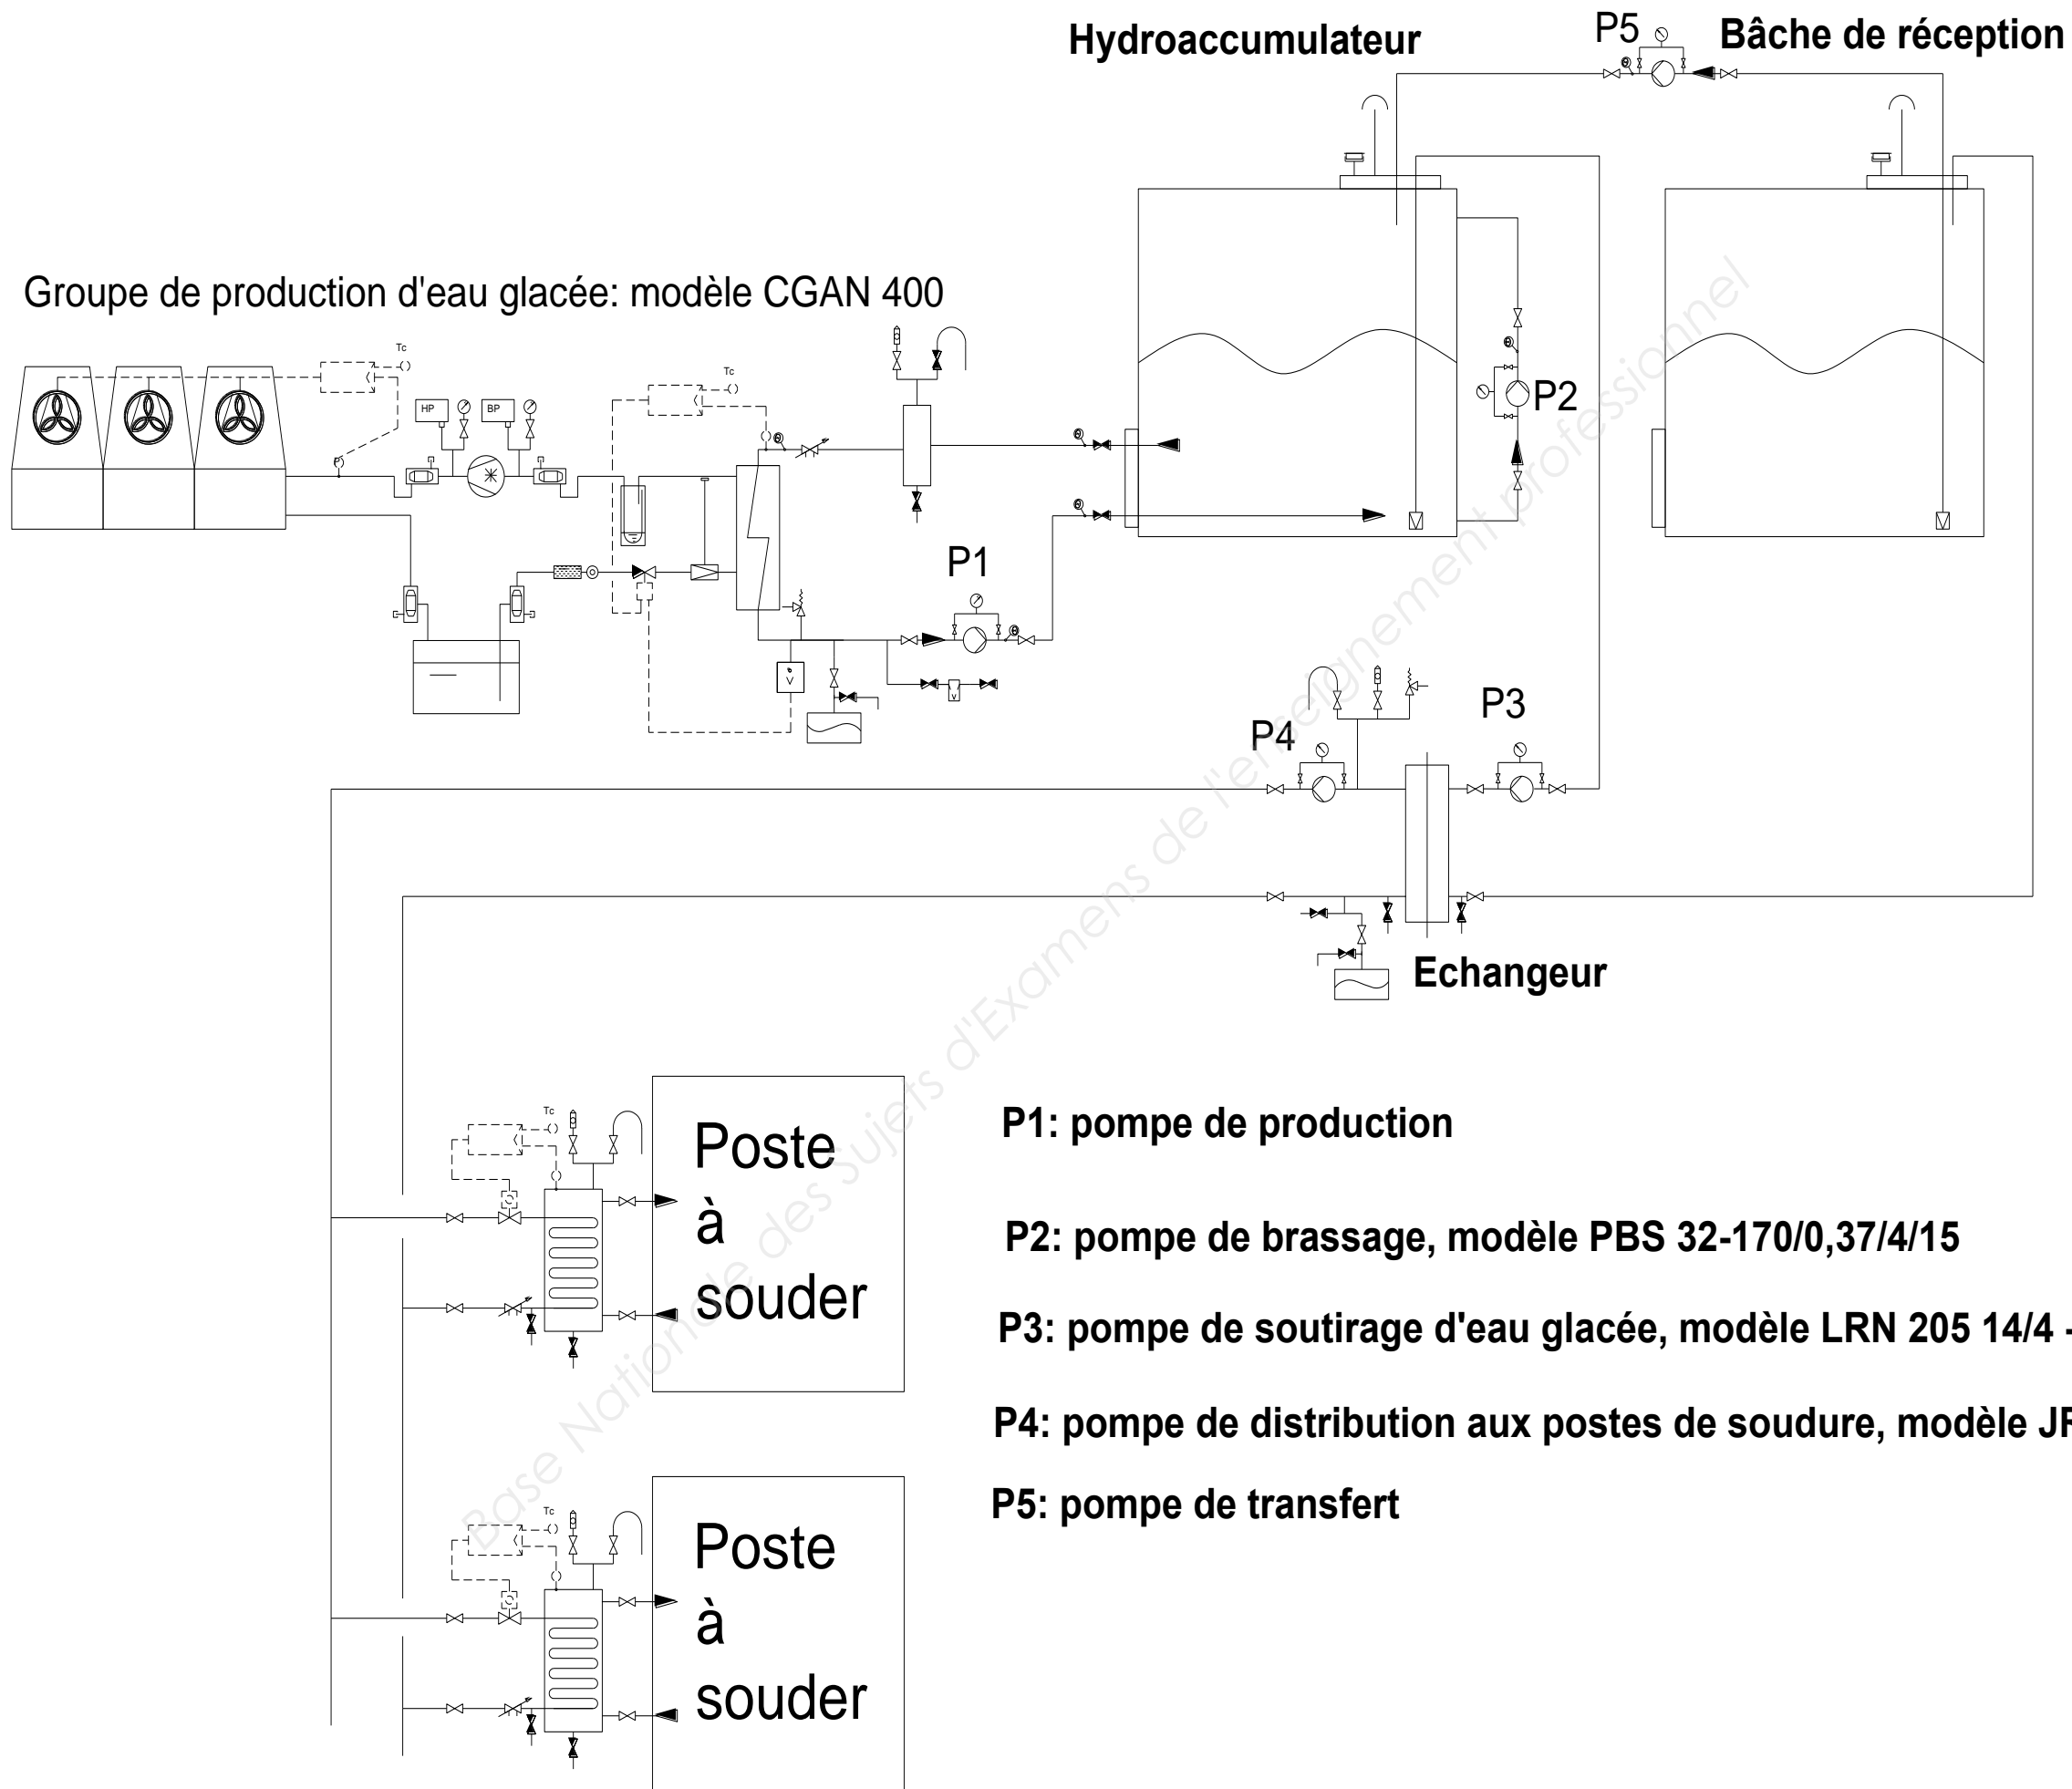 Hydroaccumulateur
P5
Bâche de réception
Groupe de production d'eau glacée: modèle CGAN 400
Tc
Tc
HP
BP
P
P2
P1
P3
P4
Echangeur
Tc
Poste
à
souder
P1: pompe de production
P2: pompe de brassage, modèle PBS 32-170/0,37/4/15
P3: pompe de soutirage d'eau glacée, modèle LRN 205 14/4 -
P4: pompe de distribution aux postes de soudure, modèle JR
P5: pompe de transfert
Tc
Poste
à
souder
Base Nationale des Sujets d'Examens de l'enseignement professionnel